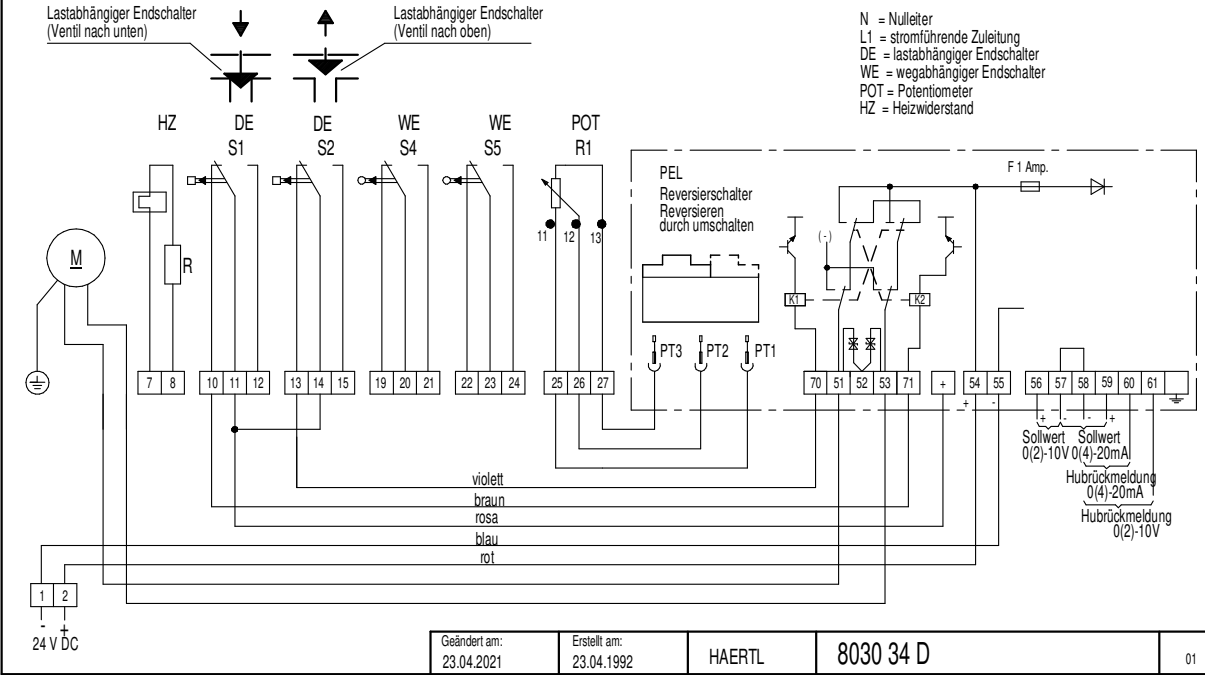 Lastabhängiger Endschalter
(Ventil nach unten)
Lastabhängiger Endschalter
(Ventil nach oben)
N = Nulleiter
L1 = stromführende Zuleitung
DE = lastabhängiger Endschalter
WE = wegabhängiger Endschalter
POT = Potentiometer
HZ = Heizwiderstand
HZ DE DE WE WE POT
S1 S2 S4 S5 R1
PEL
Reversierschalter
Reversieren
durch umschalten
F 1 Amp.
11 12 13
(-)
M
R
K1 K2
PT3 PT2 PT1
7 8 10 11 12 13 14 15 19 20 21 22 23 24 25 26 27 70 51 52 53 71 + 54 55 56 57 58 59 60 61
+ -
+ - - +
Sollwert Sollwert
0(2)-10V 0(4)-20mA
Hubrückmeldung
0(4)-20mA
Hubrückmeldung
0(2)-10V
violett
braun
rosa
blau
rot
1 2
- +
24 V DC
Geändert am:
23.04.2021
Erstellt am:
23.04.1992
HAERTL
8030 34 D
01